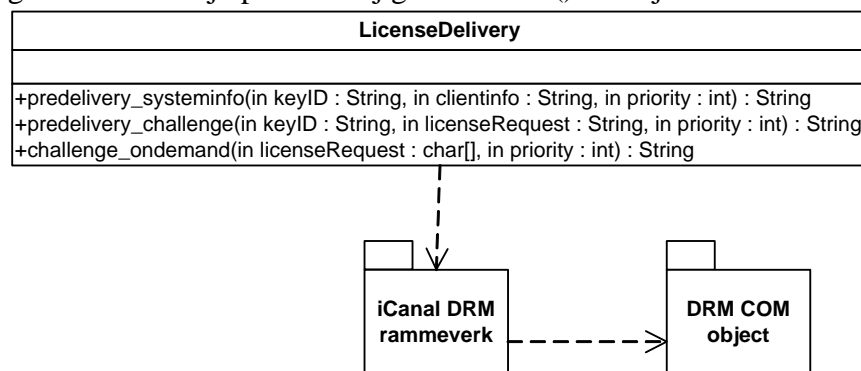 LicenseDelivery
+predelivery_systeminfo(in keyID : String, in clientinfo : String, in priority : int) : String
+predelivery_challenge(in keyID : String, in licenseRequest : String, in priority : int) : String
+challenge_ondemand(in licenseRequest : char[], in priority : int) : String
iCanal DRM
rammeverk
DRM COM
object